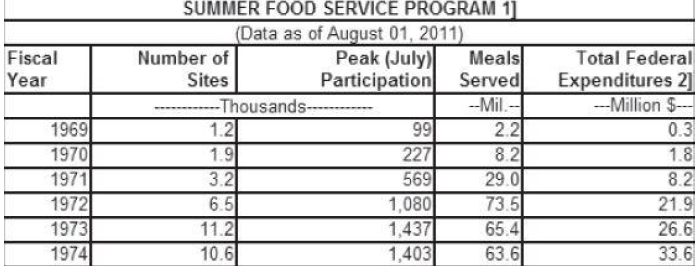 SUMMER FOOD SERVICE PROGRAM 1]
(Data as of August 01, 2011)
Fiscal Year Number of Sites Peak (July) Participation Meals Served Total Federal Expenditures 2]
------------Thousands------------- --Mil.-- ---Million $---
1969 1.2 99 2.2 0.3
1970 1.9 227 8.2 1.8
1971 3.2 569 29.0 8.2
1972 6.5 1,080 73.5 21.9
1973 11.2 1,437 65.4 26.6
1974 10.6 1,403 63.6 33.6